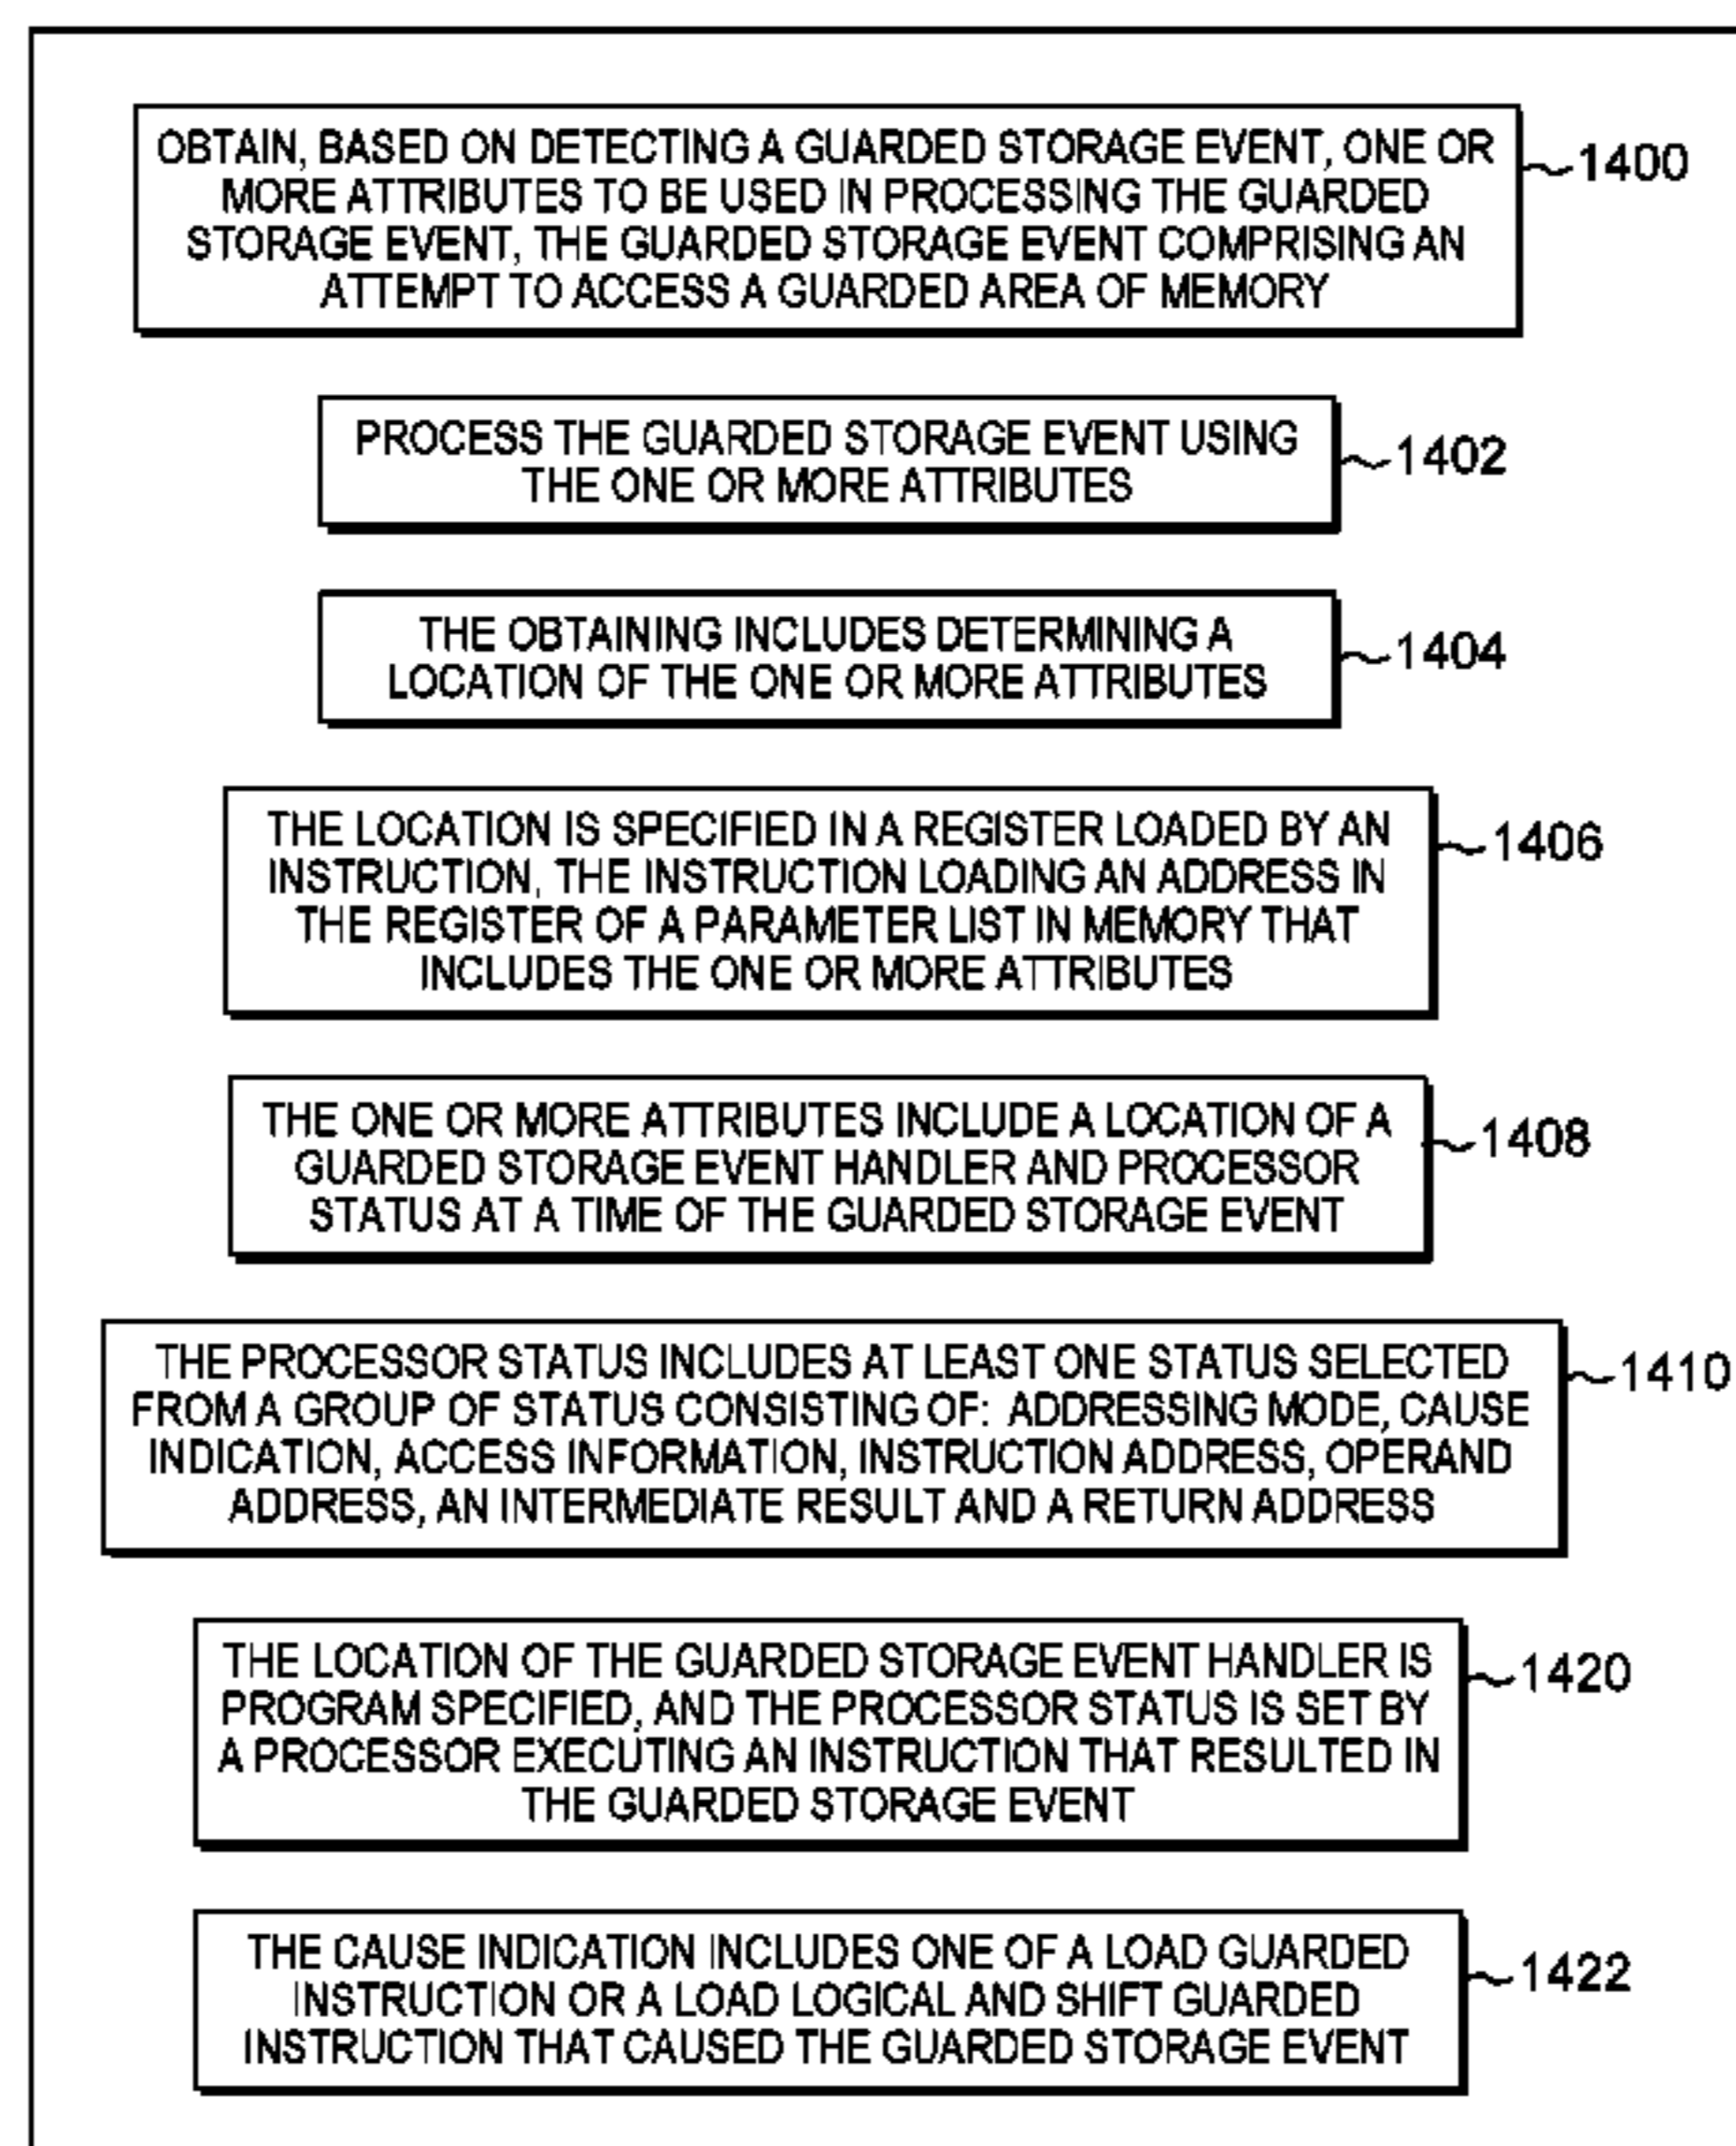 OBTAIN, BASED ON DETECTING A GUARDED STORAGE EVENT, ONE OR
MORE ATTRIBUTES TO BE USED IN PROCESSING THE GUARDED
STORAGE EVENT, THE GUARDED STORAGE EVENT COMPRISING AN
ATTEMPT TO ACCESS A GUARDED AREA OF MEMORY
1400
PROCESS THE GUARDED STORAGE EVENT USING
THE ONE OR MORE ATTRIBUTES
1402
THE OBTAINING INCLUDES DETERMINING A
LOCATION OF THE ONE OR MORE ATTRIBUTES
1404
THE LOCATION IS SPECIFIED IN A REGISTER LOADED BY AN
INSTRUCTION, THE INSTRUCTION LOADING AN ADDRESS IN
THE REGISTER OF A PARAMETER LIST IN MEMORY THAT
INCLUDES THE ONE OR MORE ATTRIBUTES
1406
THE ONE OR MORE ATTRIBUTES INCLUDE A LOCATION OF A
GUARDED STORAGE EVENT HANDLER AND PROCESSOR
STATUS AT A TIME OF THE GUARDED STORAGE EVENT
1408
THE PROCESSOR STATUS INCLUDES AT LEAST ONE STATUS SELECTED
FROM A GROUP OF STATUS CONSISTING OF: ADDRESSING MODE, CAUSE
INDICATION, ACCESS INFORMATION, INSTRUCTION ADDRESS, OPERAND
ADDRESS, AN INTERMEDIATE RESULT AND A RETURN ADDRESS
1410
THE LOCATION OF THE GUARDED STORAGE EVENT HANDLER IS
PROGRAM SPECIFIED, AND THE PROCESSOR STATUS IS SET BY
A PROCESSOR EXECUTING AN INSTRUCTION THAT RESULTED IN
THE GUARDED STORAGE EVENT
1420
THE CAUSE INDICATION INCLUDES ONE OF A LOAD GUARDED
INSTRUCTION OR A LOAD LOGICAL AND SHIFT GUARDED
INSTRUCTION THAT CAUSED THE GUARDED STORAGE EVENT
1422